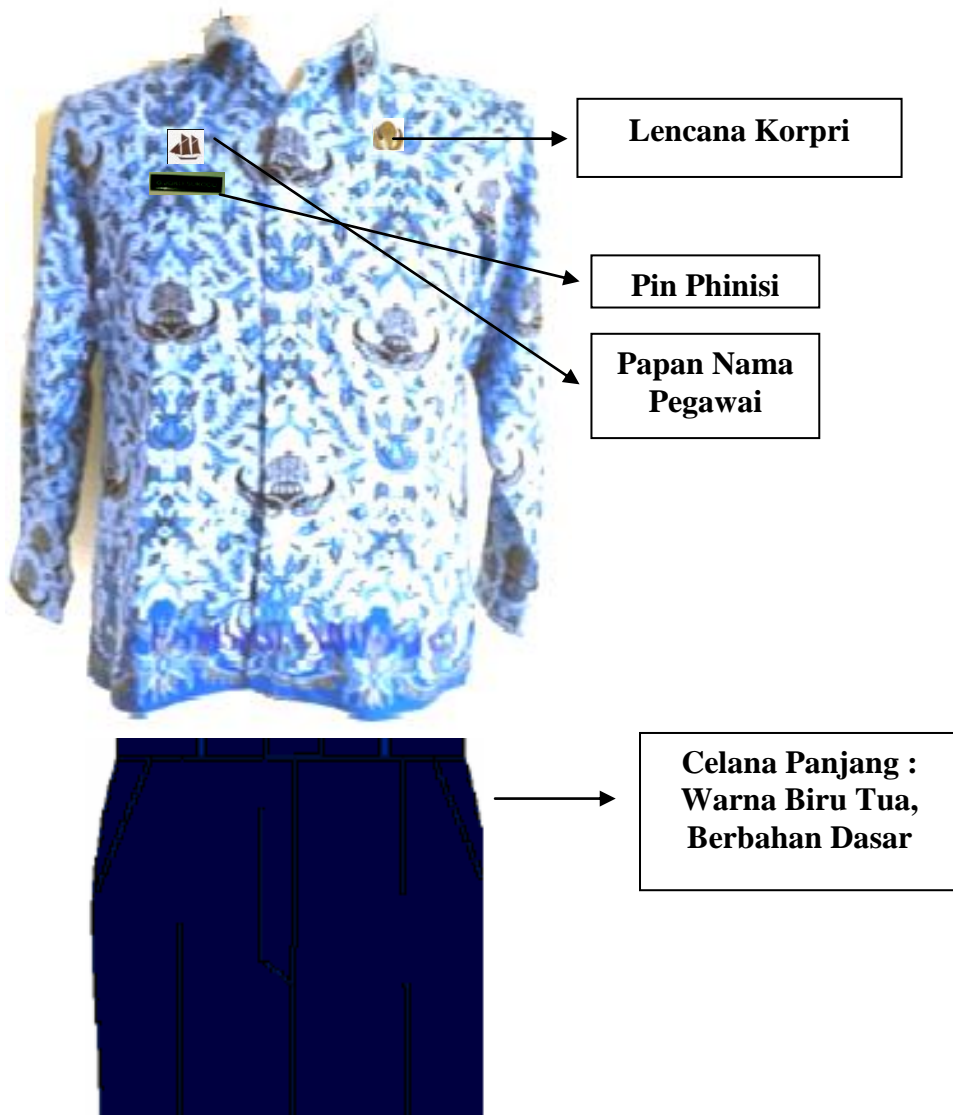 Lencana Korpri
Pin Phinisi
Papan Nama
Pegawai
Celana Panjang :
Warna Biru Tua,
Berbahan Dasar